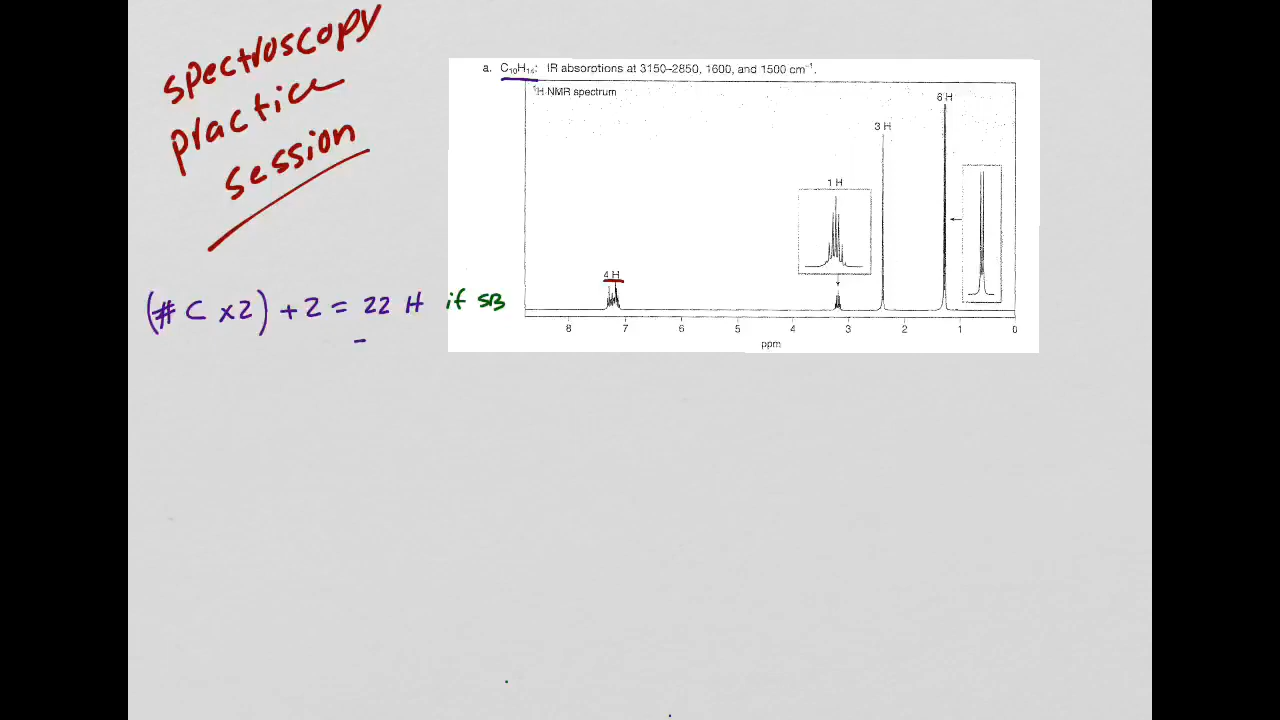 spectroscopy
practice
session
a. C₁₀H₁₄: IR absorptions at 3150–2850, 1600, and 1500 cm⁻¹.
¹H NMR spectrum
6 H
3 H
1 H
4 H
8 7 6 5 4 3 2 1 0
ppm
(# C x2) + 2 = 22 H if SB